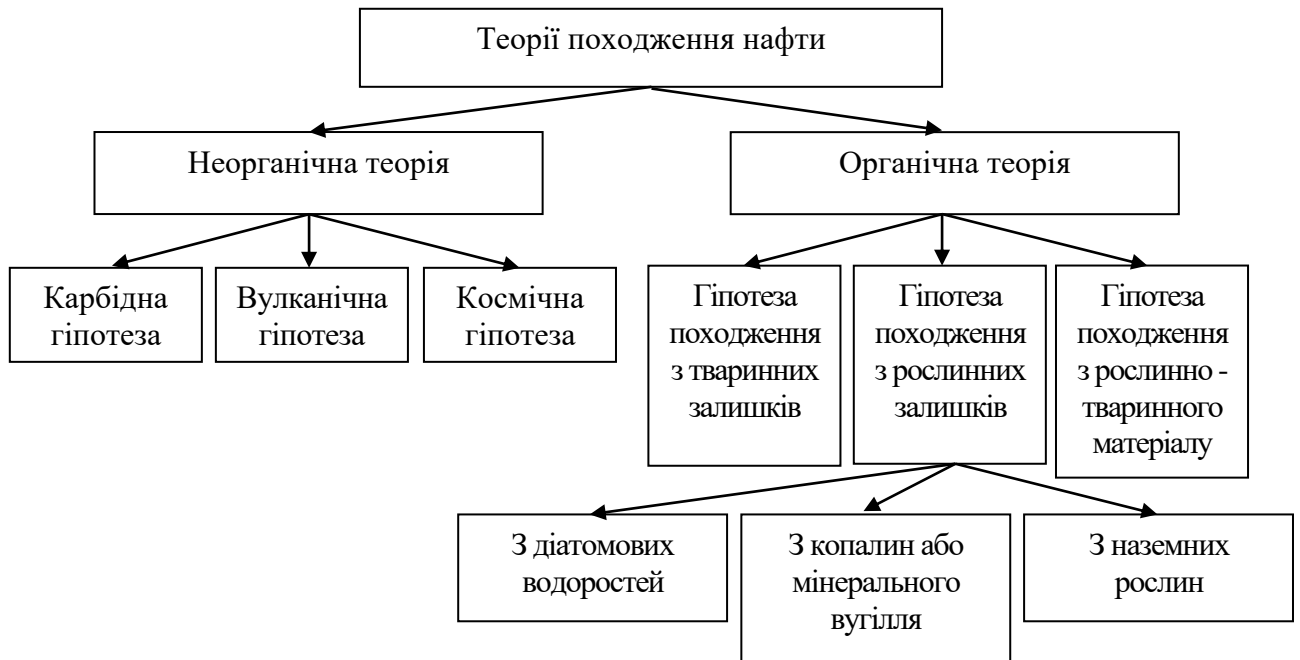 Теорії походження нафти
Неорганічна теорія
Органічна теорія
Карбідна
гіпотеза
Вулканічна
гіпотеза
Космічна
гіпотеза
Гіпотеза
походження
з тваринних
залишків
Гіпотеза
походження
з рослинних
залишків
Гіпотеза
походження
з рослинно -
тваринного
матеріалу
З діатомових
водоростей
З копалин або
мінерального
вугілля
З наземних
рослин